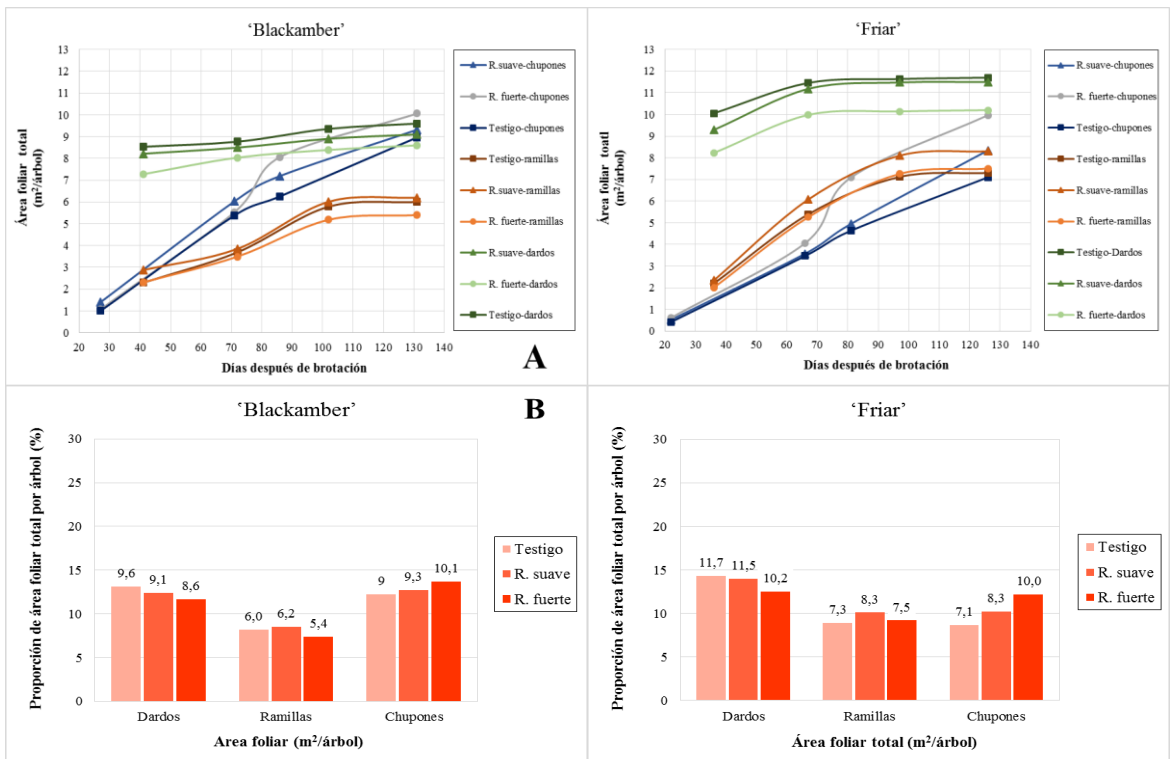 ‘Blackamber’
Área foliar total
(m²/árbol)
13
12
11
10
9
8
7
6
5
4
3
2
1
0
20 30 40 50 60 70 80 90 100 110 120 130 140
Días después de brotación
R.suave-chupones
R. fuerte-chupones
Testigo-chupones
Testigo-ramillas
R.suave-ramillas
R. fuerte-ramillas
R.suave-dardos
R. fuerte-dardos
Testigo-dardos
A
‘Friar’
Área foliar toatl
(m²/árbol)
13
12
11
10
9
8
7
6
5
4
3
2
1
0
20 30 40 50 60 70 80 90 100 110 120 130 140
Días después de brotación
R.suave-chupones
R. fuerte-chupones
Testigo-chupones
Testigo-ramillas
R.suave-ramillas
R. fuerte-ramillas
Testigo-Dardos
R.suave-dardos
R. fuerte-dardos
B
‘Blackamber’
Proporción de área foliar total por árbol (%)
30
25
20
15
10
5
0
9,6 9,1 8,6
6,0 6,2 5,4
9 9,3 10,1
Dardos Ramillas Chupones
Area foliar (m²/árbol)
Testigo
R. suave
R. fuerte
‘Friar’
Proporción de área foliar total por árbol (%)
30
25
20
15
10
5
0
11,7 11,5 10,2
7,3 8,3 7,5
7,1 8,3 10,0
Dardos Ramillas Chupones
Área foliar total (m²/árbol)
Testigo
R. suave
R. fuerte